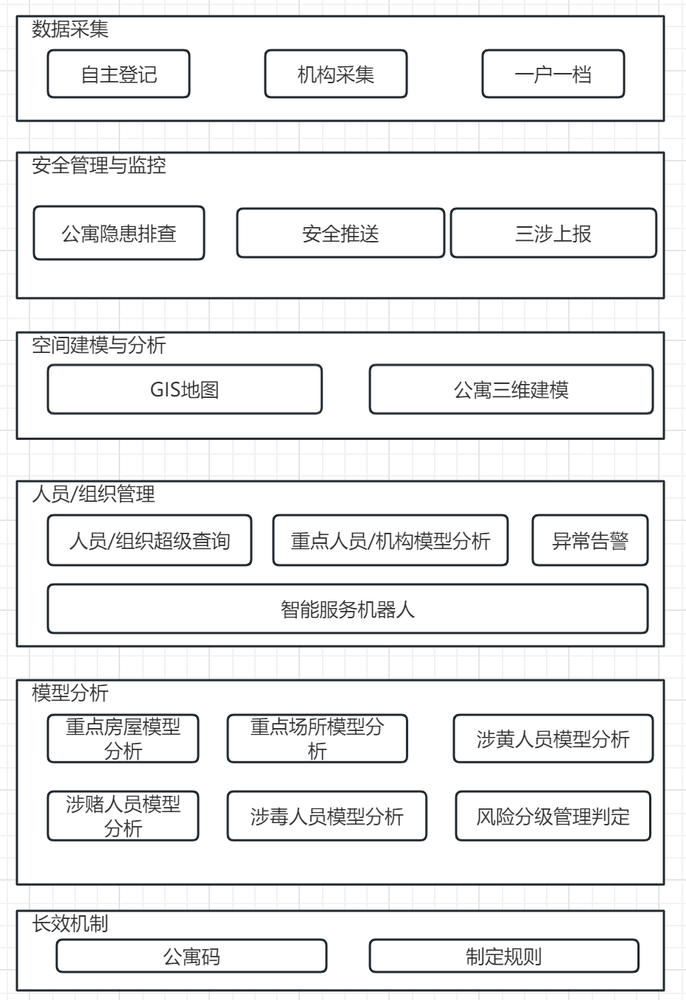 数据采集
自主登记
机构采集
一户一档
安全管理与监控
公寓隐患排查
安全推送
三涉上报
空间建模与分析
GIS地图
公寓三维建模
人员/组织管理
人员/组织超级查询
重点人员/机构模型分析
异常告警
智能服务机器人
模型分析
重点房屋模型
分析
重点场所模型分
析
涉黄人员模型分析
涉赌人员模型
分析
涉毒人员模型分析
风险分级管理判定
长效机制
公寓码
制定规则